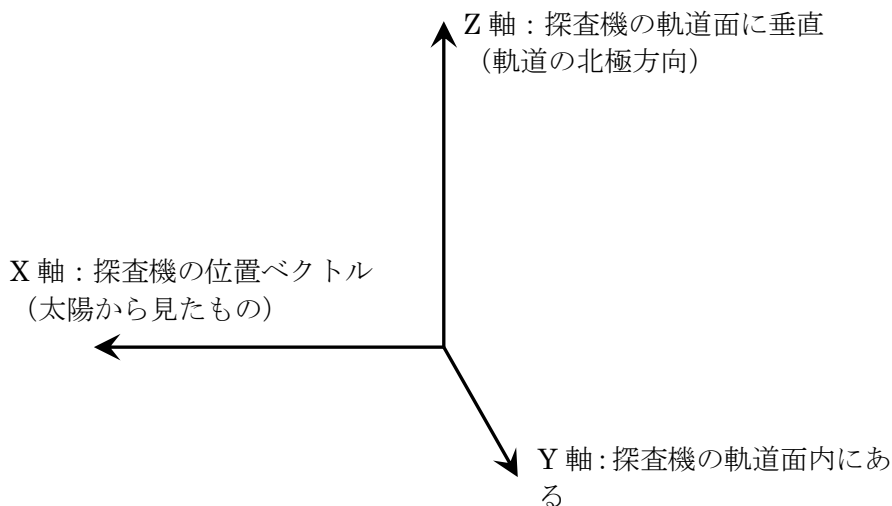 Z 軸：探査機の軌道面に垂直
（軌道の北極方向）
X 軸：探査機の位置ベクトル
（太陽から見たもの）
Y 軸：探査機の軌道面内にあ
る